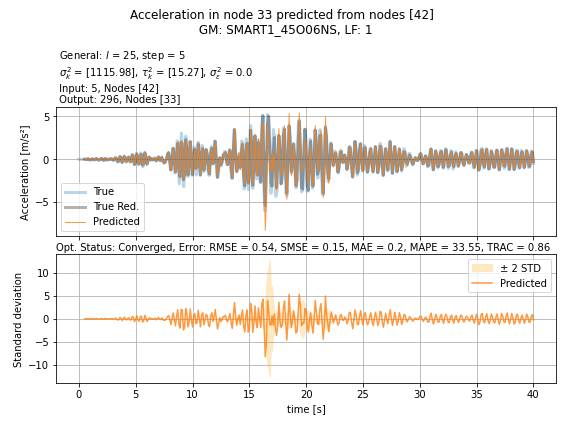 Acceleration in node 33 predicted from nodes [42]
GM: SMART1_45O06NS, LF: 1
General: l = 25, step = 5
σ²ₖ = [1115.98], τ²ₖ = [15.27], σ²ε = 0.0
Input: 5, Nodes [42]
Output: 296, Nodes [33]
Acceleration [m/s²]
5
0
−5
True
True Red.
Predicted
Opt. Status: Converged, Error: RMSE = 0.54, SMSE = 0.15, MAE = 0.2, MAPE = 33.55, TRAC = 0.86
Standard deviation
10
5
0
−5
−10
± 2 STD
Predicted
0 5 10 15 20 25 30 35 40
time [s]